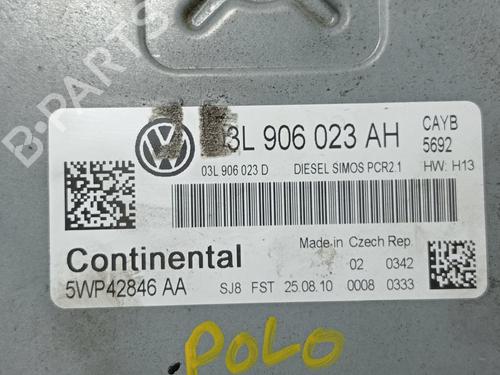 03L 906 023 AH
CAYB
5692
03L 906 023 D DIESEL SIMOS PCR2.1 HW: H13
Continental
Made in Czech Rep.
02 0342
5WP42846 AA SJ8 FST 25.08.10 0008 0333
POLO
B-PARTS